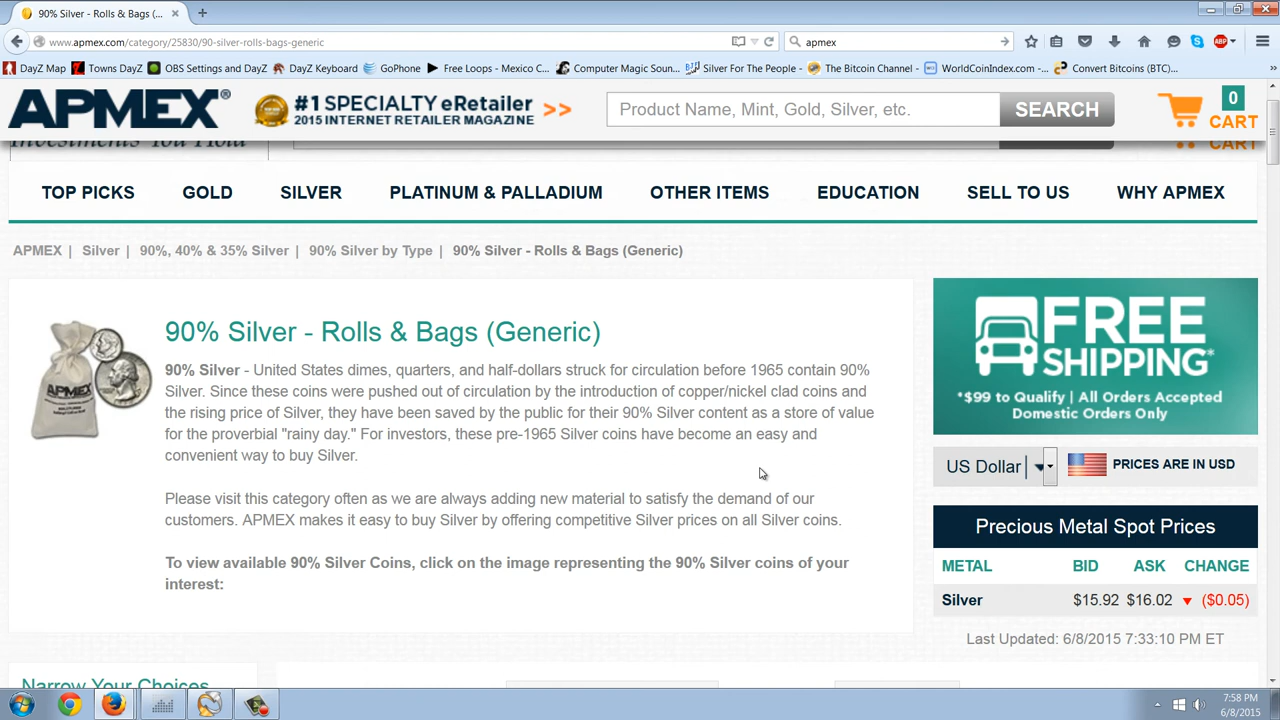 90% Silver - Rolls & Bags (...
www.apmex.com/category/25830/90-silver-rolls-bags-generic
apmex
ABP
DayZ Map
Towns DayZ
OBS Settings and DayZ
DayZ Keyboard
GoPhone
Free Loops - Mexico C...
Computer Magic Soun...
Silver For The People - ...
The Bitcoin Channel - ...
WorldCoinIndex.com -...
Convert Bitcoins (BTC)...
APMEX®
#1 SPECIALTY eRetailer
2015 INTERNET RETAILER MAGAZINE
>>
Product Name, Mint, Gold, Silver, etc.
SEARCH
0
CART
Investments You Hold
CART
TOP PICKS
GOLD
SILVER
PLATINUM & PALLADIUM
OTHER ITEMS
EDUCATION
SELL TO US
WHY APMEX
APMEX | Silver | 90%, 40% & 35% Silver | 90% Silver by Type | 90% Silver - Rolls & Bags (Generic)
APMEX
90% Silver - Rolls & Bags (Generic)
90% Silver - United States dimes, quarters, and half-dollars struck for circulation before 1965 contain 90%
Silver. Since these coins were pushed out of circulation by the introduction of copper/nickel clad coins and
the rising price of Silver, they have been saved by the public for their 90% Silver content as a store of value
for the proverbial "rainy day." For investors, these pre-1965 Silver coins have become an easy and
convenient way to buy Silver.
Please visit this category often as we are always adding new material to satisfy the demand of our
customers. APMEX makes it easy to buy Silver by offering competitive Silver prices on all Silver coins.
To view available 90% Silver Coins, click on the image representing the 90% Silver coins of your
interest:
FREE
SHIPPING*
*$99 to Qualify | All Orders Accepted
Domestic Orders Only
US Dollar
PRICES ARE IN USD
Precious Metal Spot Prices
METAL BID ASK CHANGE
Silver $15.92 $16.02 ($0.05)
Last Updated: 6/8/2015 7:33:10 PM ET
Narrow Your Choices
7:58 PM
6/8/2015